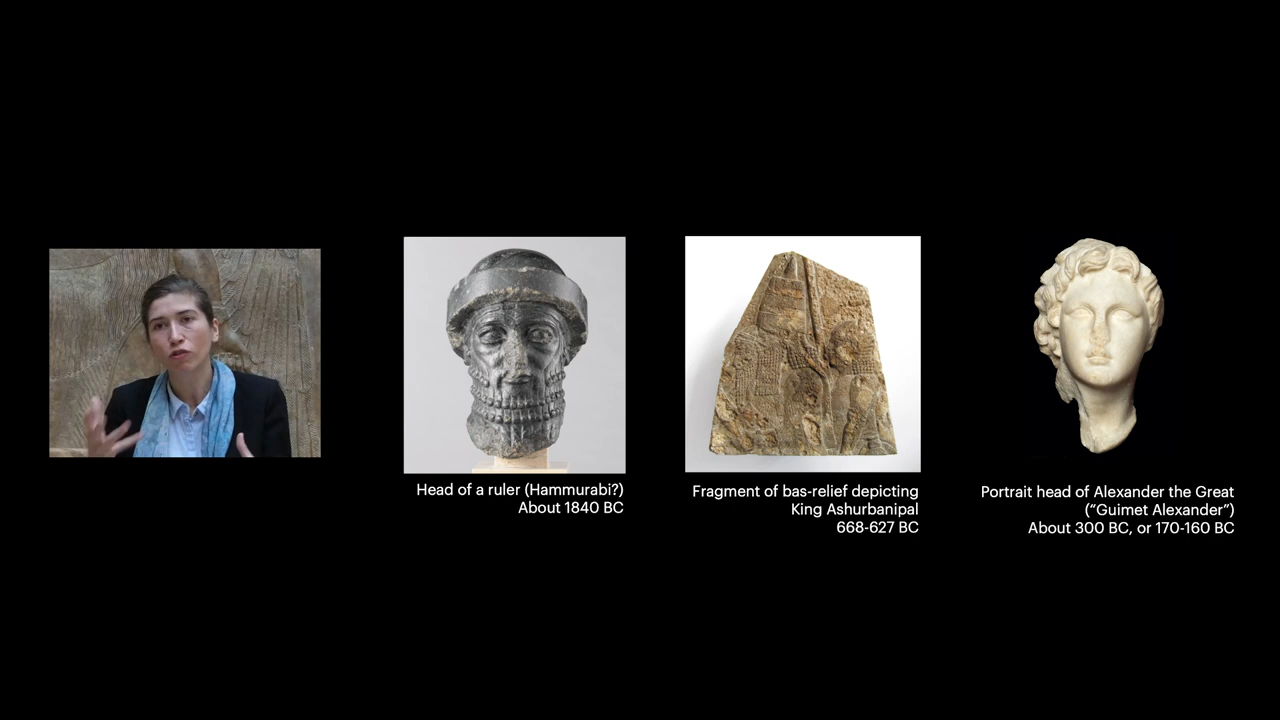 Head of a ruler (Hammurabi?)
About 1840 BC
Fragment of bas-relief depicting
King Ashurbanipal
668-627 BC
Portrait head of Alexander the Great
(“Guimet Alexander”)
About 300 BC, or 170-160 BC